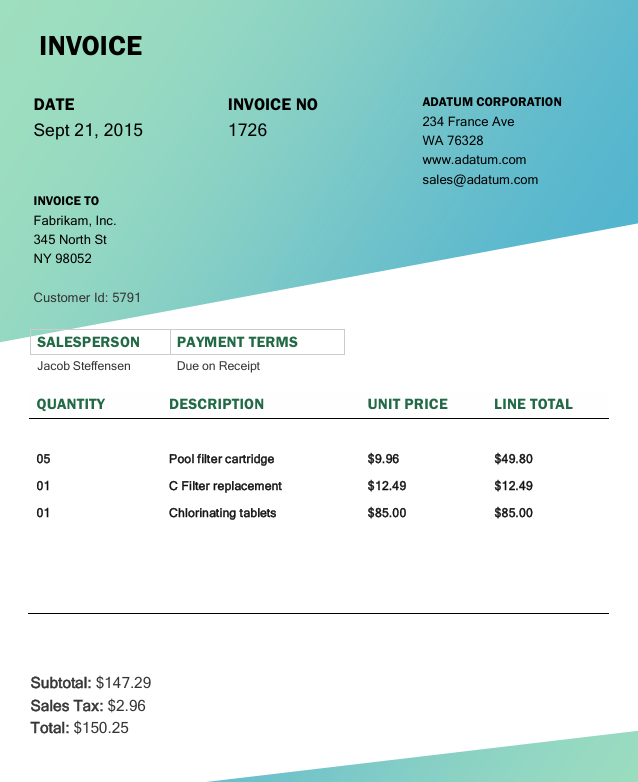 INVOICE
DATE
Sept 21, 2015
INVOICE NO
1726
ADATUM CORPORATION
234 France Ave
WA 76328
www.adatum.com
sales@adatum.com
INVOICE TO
Fabrikam, Inc.
345 North St
NY 98052
Customer Id: 5791
SALESPERSON PAYMENT TERMS
Jacob Steffensen Due on Receipt
QUANTITY DESCRIPTION UNIT PRICE LINE TOTAL
05 Pool filter cartridge $9.96 $49.80
01 C Filter replacement $12.49 $12.49
01 Chlorinating tablets $85.00 $85.00
Subtotal: $147.29
Sales Tax: $2.96
Total: $150.25